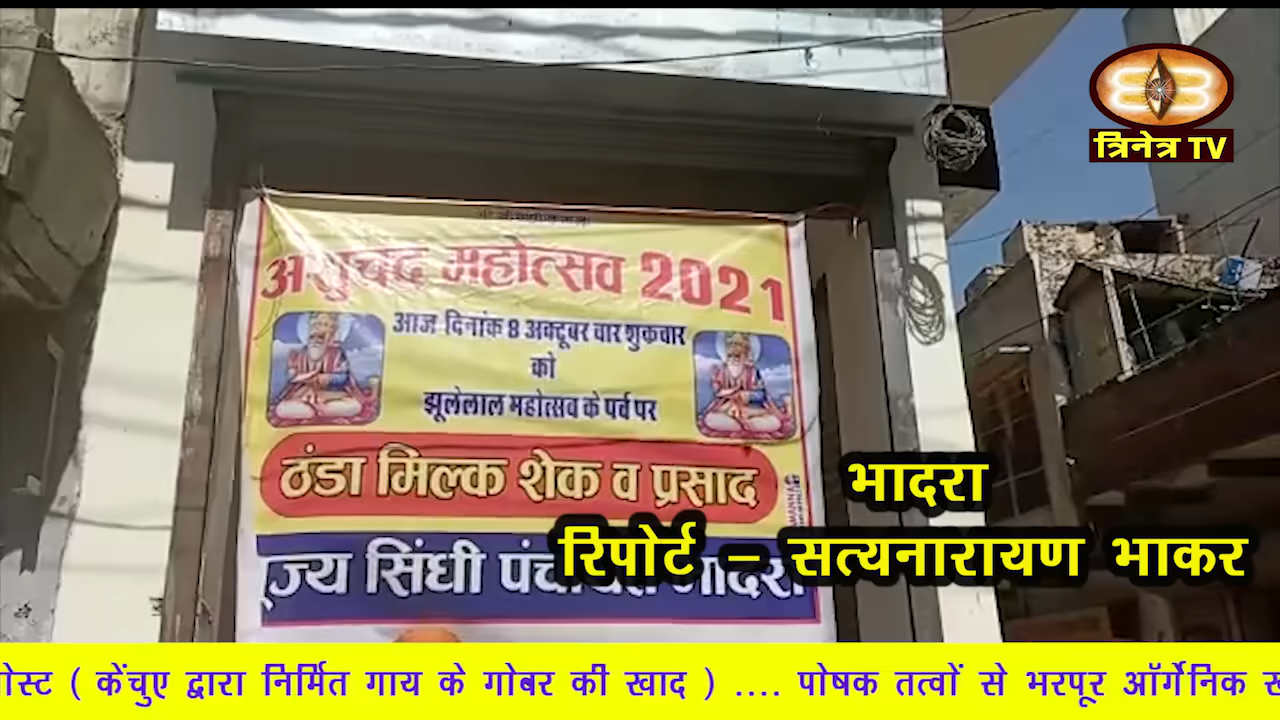 त्रिनेत्र TV
महोत्सव 2021
आज दिनांक 8 अक्टूबर वार शुक्रवार
को
झूलेलाल महोत्सव के पर्व पर
ठंडा मिल्क शेक व प्रसाद
सिंधी
भादरा
रिपोर्ट – सत्यनारायण भाकर
( केंचुए द्वारा निर्मित गाय के गोबर की खाद ) .... पोषक तत्वों से भरपूर ऑर्गेनिक